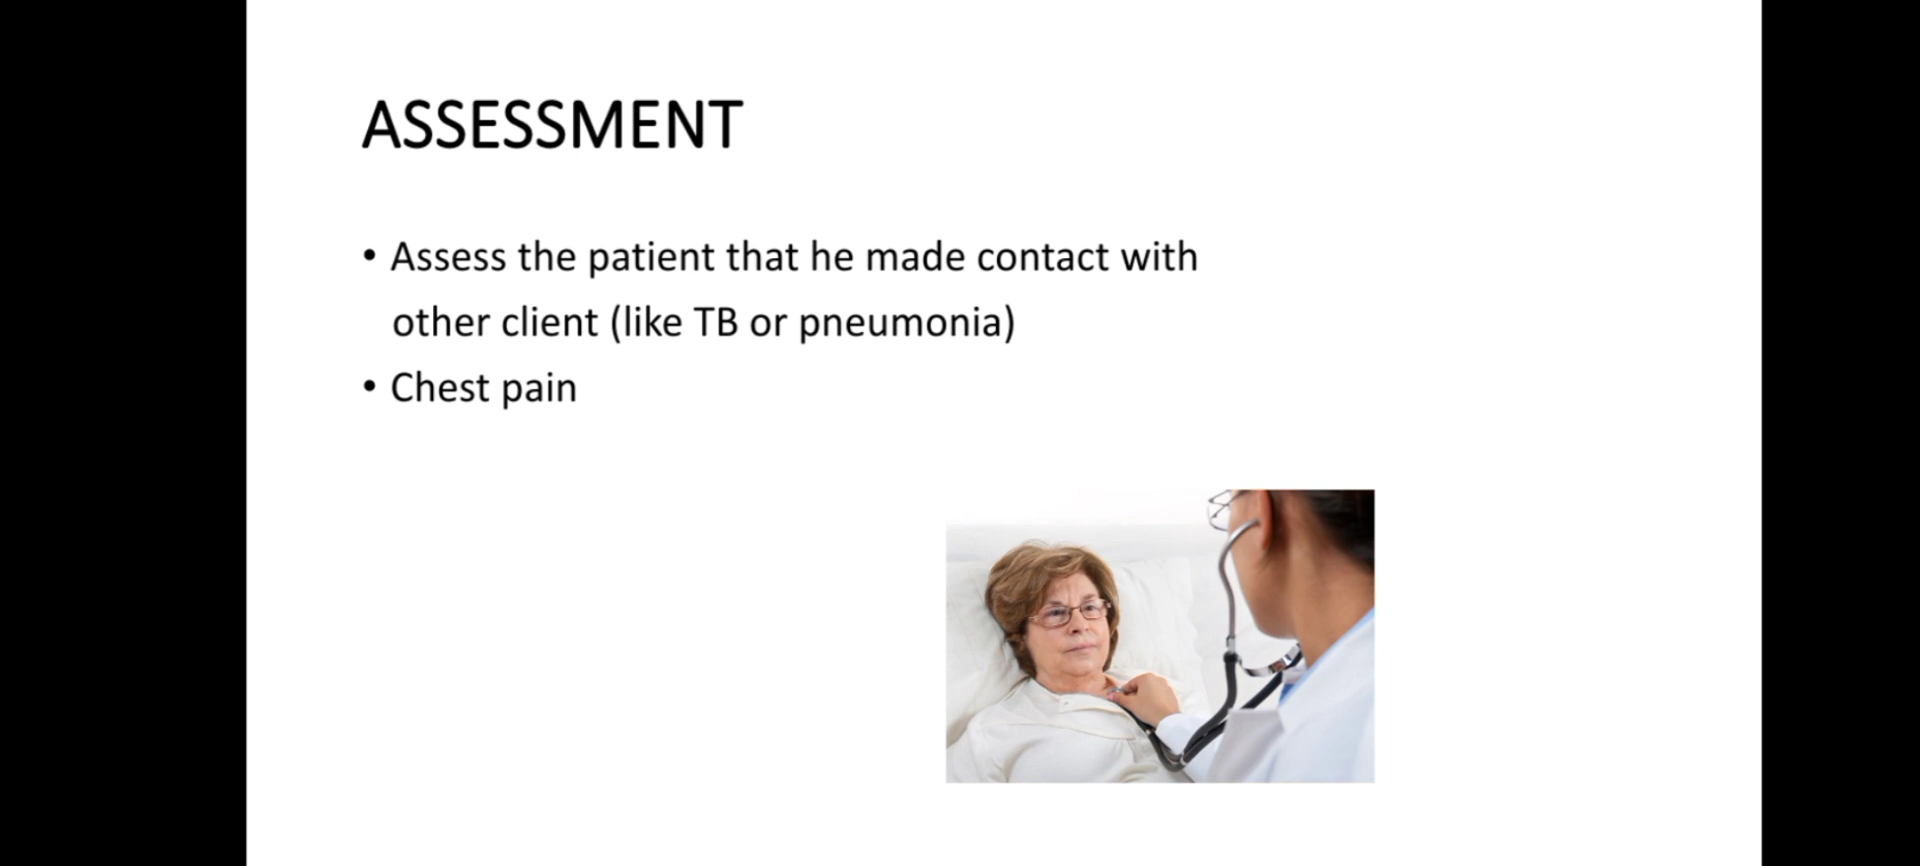 ASSESSMENT
• Assess the patient that he made contact with
other client (like TB or pneumonia)
• Chest pain